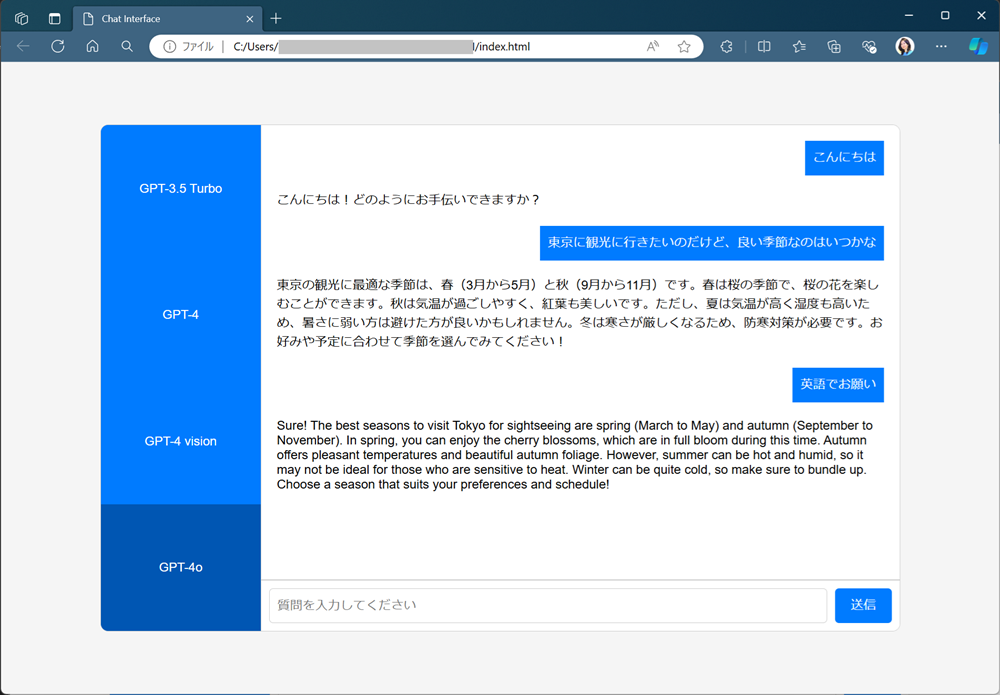 Chat Interface
ファイル
C:/Users/
/index.html
GPT-3.5 Turbo
GPT-4
GPT-4 vision
GPT-4o
こんにちは
こんにちは！どのようにお手伝いできますか？
東京に観光に行きたいのだけど、良い季節なのはいつかな
東京の観光に最適な季節は、春（3月から5月）と秋（9月から11月）です。春は桜の季節で、桜の花を楽し
むことができます。秋は気温が過ごしやすく、紅葉も美しいです。ただし、夏は気温が高く湿度も高いた
め、暑さに弱い方は避けた方が良いかもしれません。冬は寒さが厳しくなるため、防寒対策が必要です。お
好みや予定に合わせて季節を選んでみてください！
英語でお願い
Sure! The best seasons to visit Tokyo for sightseeing are spring (March to May) and autumn (September to
November). In spring, you can enjoy the cherry blossoms, which are in full bloom during this time. Autumn
offers pleasant temperatures and beautiful autumn foliage. However, summer can be hot and humid, so it
may not be ideal for those who are sensitive to heat. Winter can be quite cold, so make sure to bundle up.
Choose a season that suits your preferences and schedule!
質問を入力してください
送信